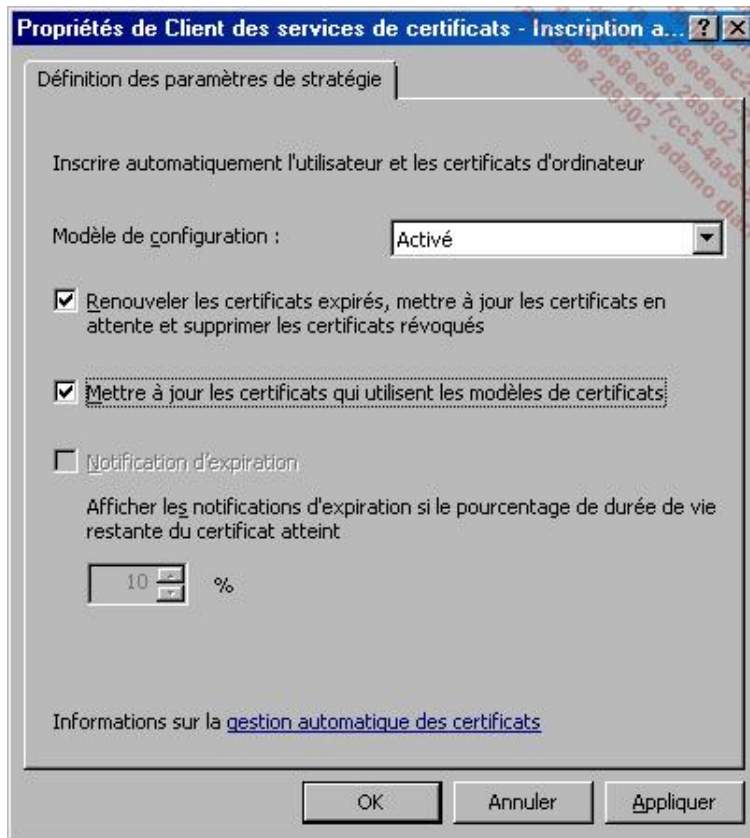 Propriétés de Client des services de certificats - Inscription a...
Définition des paramètres de stratégie
Inscrire automatiquement l'utilisateur et les certificats d'ordinateur
Modèle de configuration :
Activé
Renouveler les certificats expirés, mettre à jour les certificats en
attente et supprimer les certificats révoqués
Mettre à jour les certificats qui utilisent les modèles de certificats
Notification d'expiration
Afficher les notifications d'expiration si le pourcentage de durée de vie
restante du certificat atteint
10
%
Informations sur la gestion automatique des certificats
OK
Annuler
Appliquer